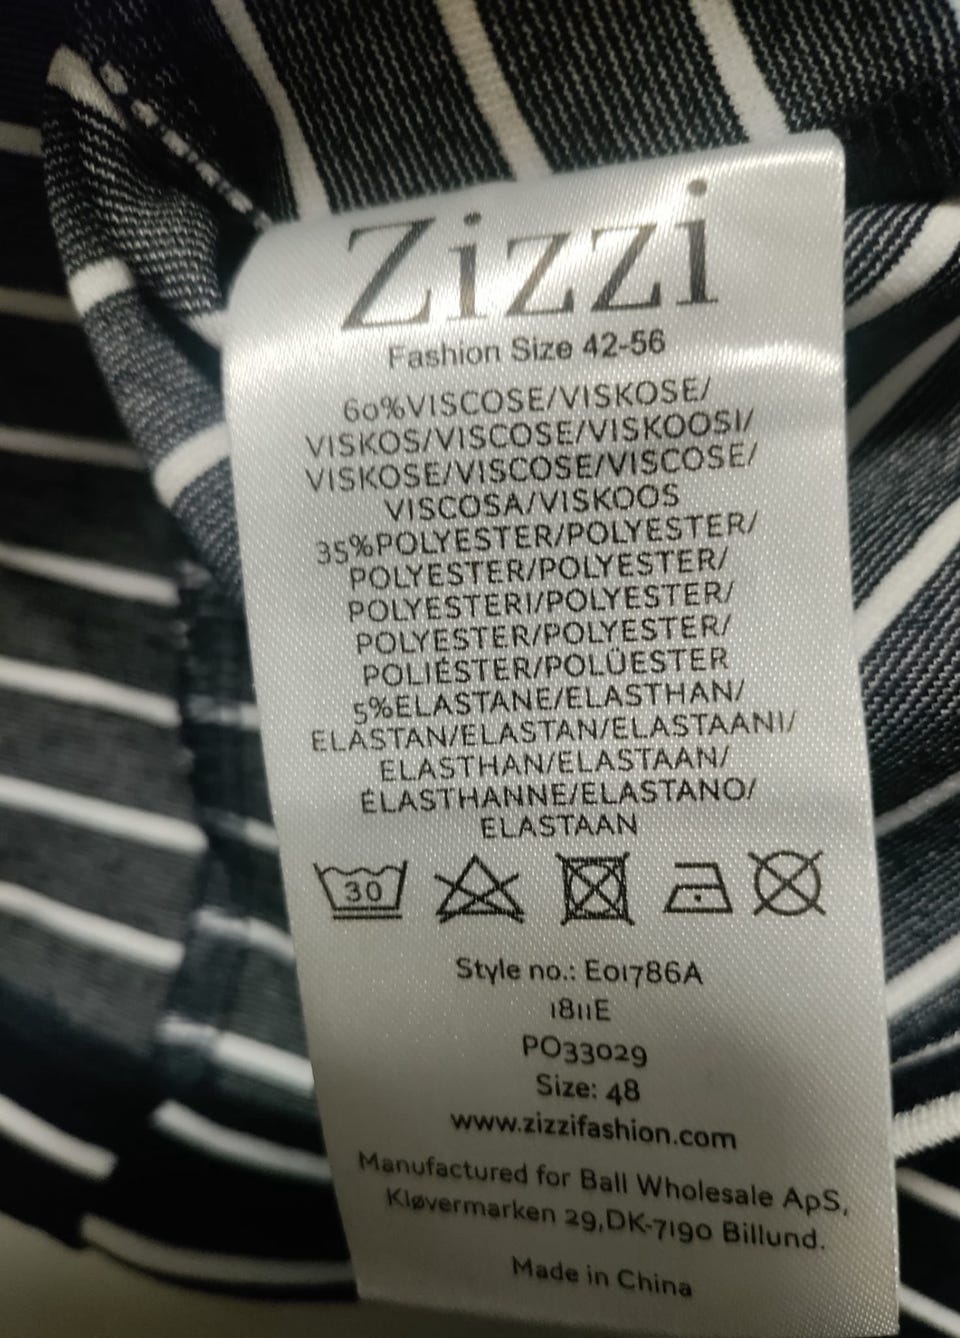 Zizzi
Fashion Size 42-56
60%VISCOSE/VISKOSE/
VISKOS/VISCOSE/VISKOOSI/
VISKOSE/VISCOSE/VISCOSE/
VISCOSA/VISKOOS
35%POLYESTER/POLYESTER/
POLYESTER/POLYESTER/
POLYESTERI/POLYESTER/
POLYESTER/POLYESTER/
POLIÉSTER/POLÜESTER
5%ELASTANE/ELASTHAN/
ELASTAN/ELASTAN/ELASTAANI/
ELASTHAN/ELASTAAN/
ÉLASTHANNE/ELASTANO/
ELASTAAN
30
Style no.: E01786A
1811E
PO33029
Size: 48
www.zizzifashion.com
Manufactured for Ball Wholesale ApS,
Kløvermarken 29,DK-7190 Billund.
Made in China